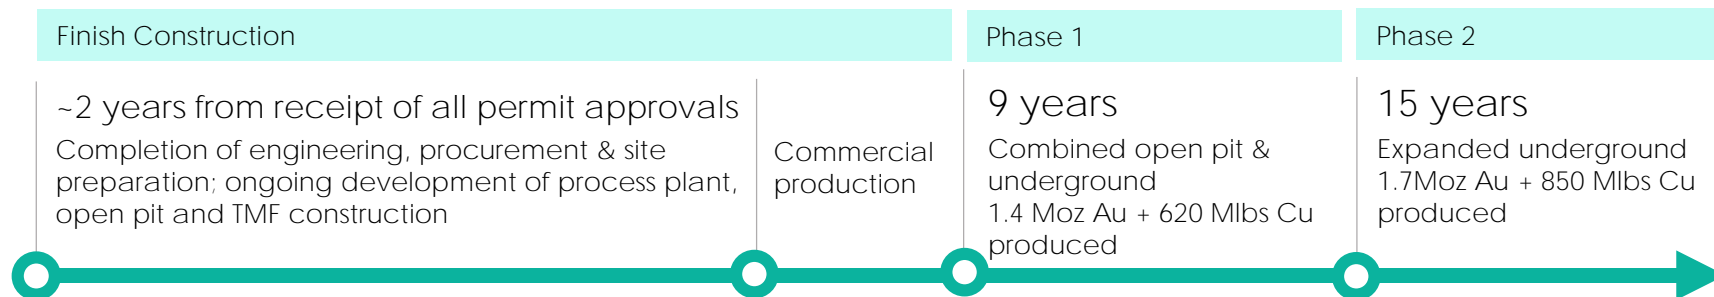 Finish Construction
~2 years from receipt of all permit approvals
Completion of engineering, procurement & site
preparation; ongoing development of process plant,
open pit and TMF construction
Commercial
production
Phase 1
9 years
Combined open pit &
underground
1.4 Moz Au + 620 Mlbs Cu
produced
Phase 2
15 years
Expanded underground
1.7Moz Au + 850 Mlbs Cu
produced